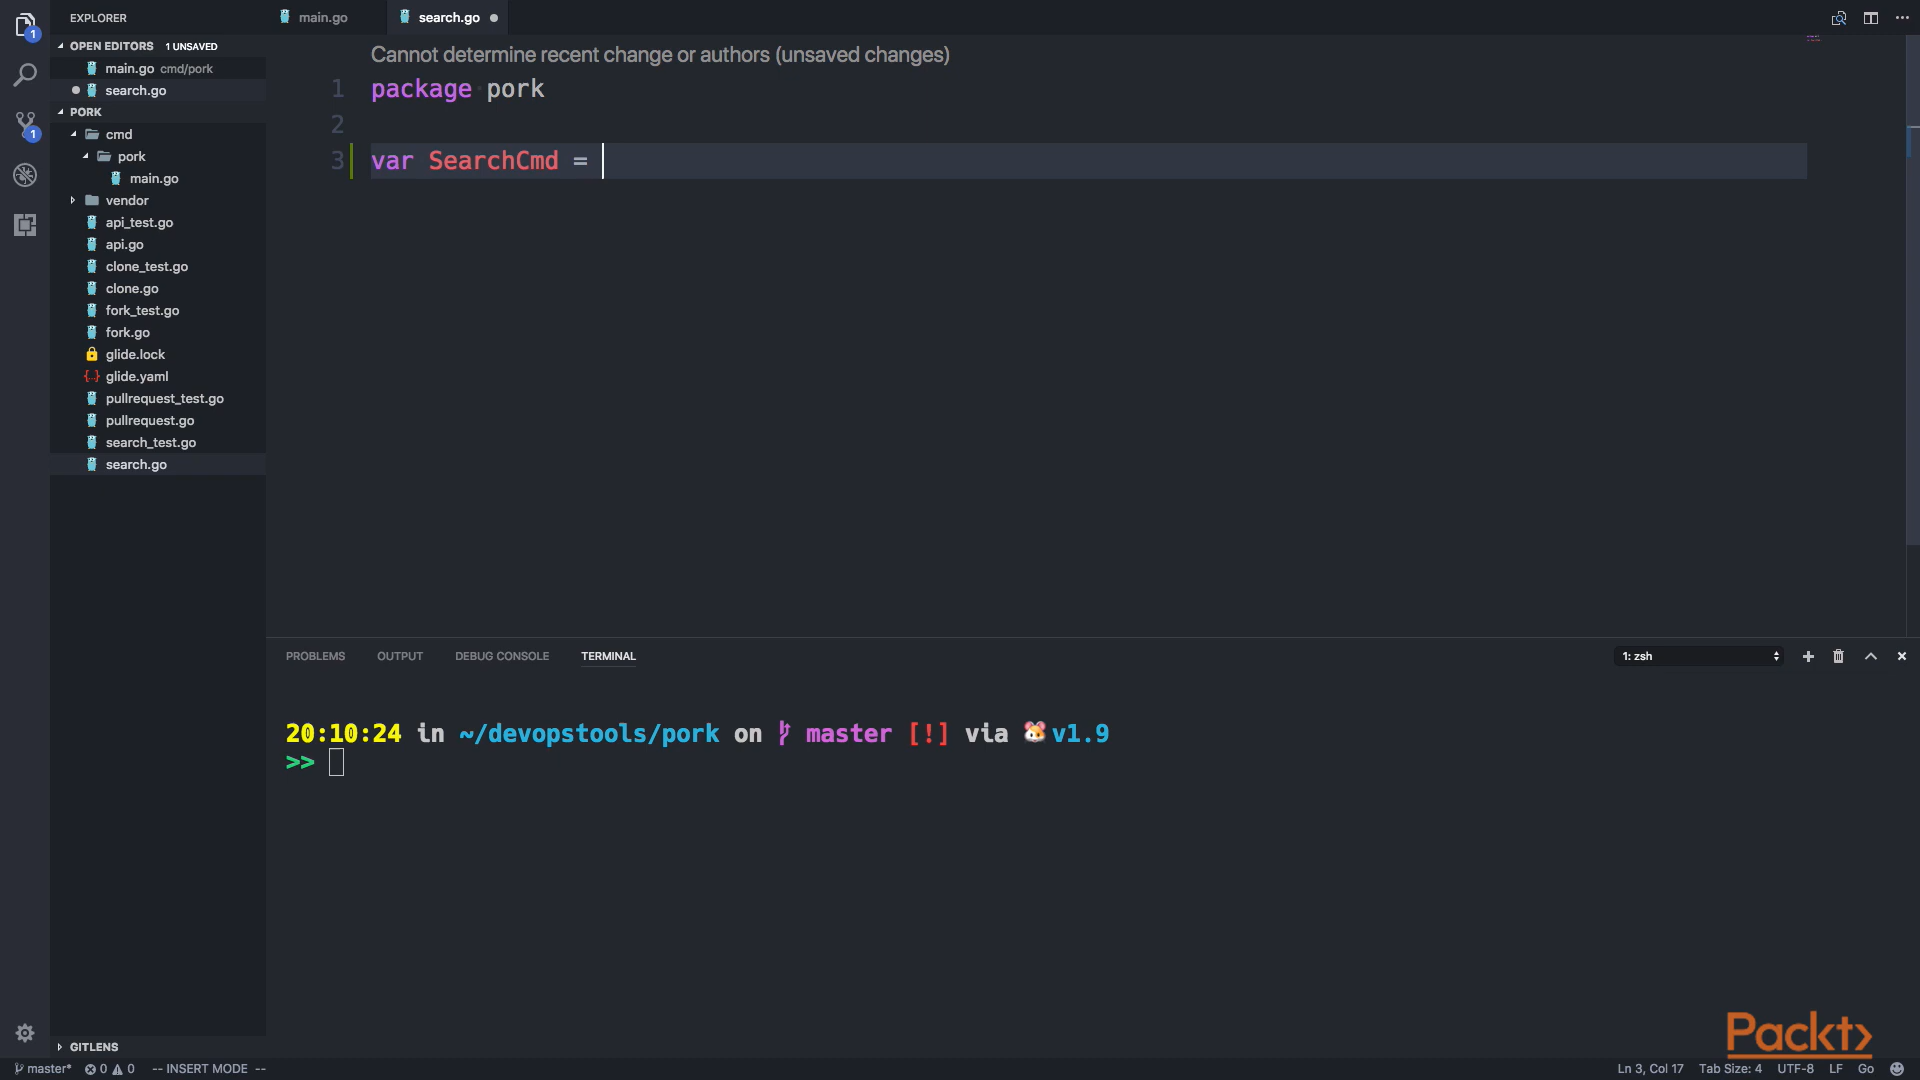 EXPLORER
OPEN EDITORS 1 UNSAVED
main.go cmd/pork
search.go
PORK
cmd
pork
main.go
vendor
api_test.go
api.go
clone_test.go
clone.go
fork_test.go
fork.go
glide.lock
glide.yaml
pullrequest_test.go
pullrequest.go
search_test.go
search.go
GITLENS
main.go
search.go
Cannot determine recent change or authors (unsaved changes)
1 package pork
2
3 var SearchCmd =
PROBLEMS OUTPUT DEBUG CONSOLE TERMINAL
1: zsh
20:10:24 in ~/devopstools/pork on master [!] via 🐹v1.9
>>
Packt>
master* 0 0 -- INSERT MODE --
Ln 3, Col 17 Tab Size: 4 UTF-8 LF Go
1
1